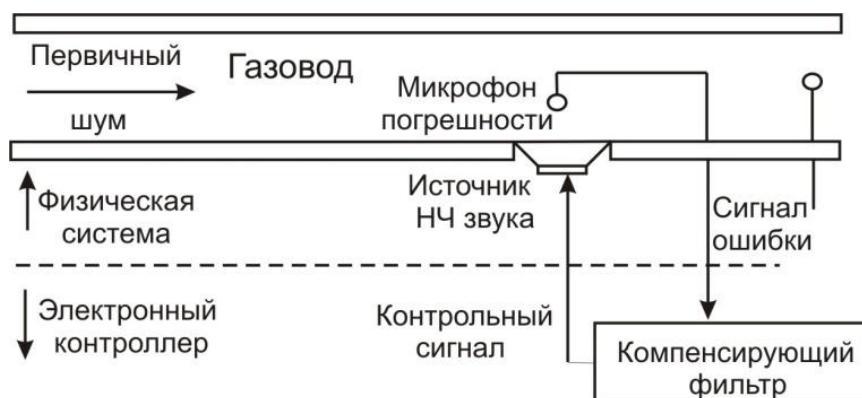 Первичный
шум
Газовод
Микрофон
погрешности
Физическая
система
Источник
НЧ звука
Сигнал
ошибки
Электронный
контроллер
Контрольный
сигнал
Компенсирующий
фильтр